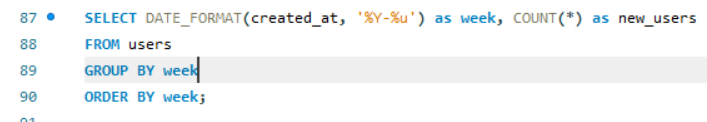 87 SELECT DATE_FORMAT(created_at, '%Y-%u') as week, COUNT(*) as new_users
88 FROM users
89 GROUP BY week
90 ORDER BY week;